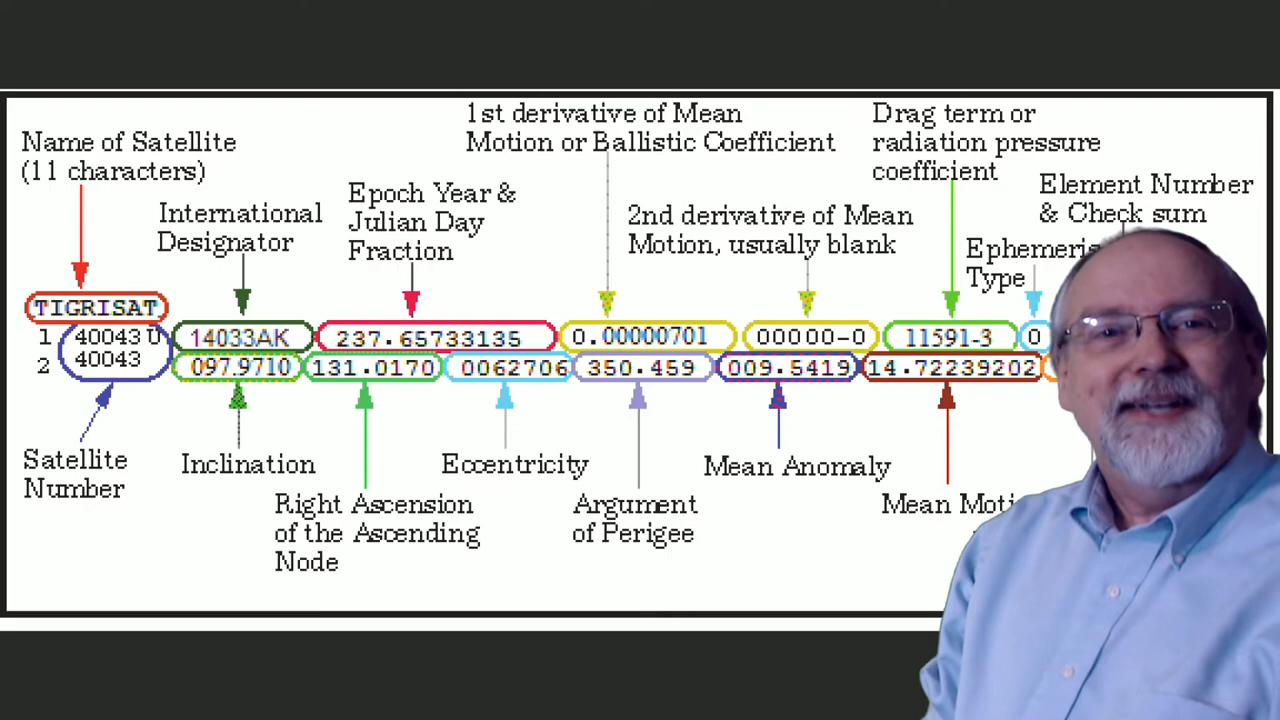 1st derivative of Mean
Motion or Ballistic Coefficient
Drag term or
radiation pressure
coefficient
Name of Satellite
(11 characters)
Element Number
& Check sum
Epoch Year &
Julian Day
Fraction
International
Designator
2nd derivative of Mean
Motion, usually blank
Ephemeris
Type
TIGRISAT
1 40043 U 14033AK 237.65733135 0.00000701 00000-0 11591-3 0
2 40043 097.9710 131.0170 0062706 350.459 009.5419 14.72239202
Satellite
Number
Inclination
Eccentricity
Mean Anomaly
Right Ascension
of the Ascending
Node
Argument
of Perigee
Mean